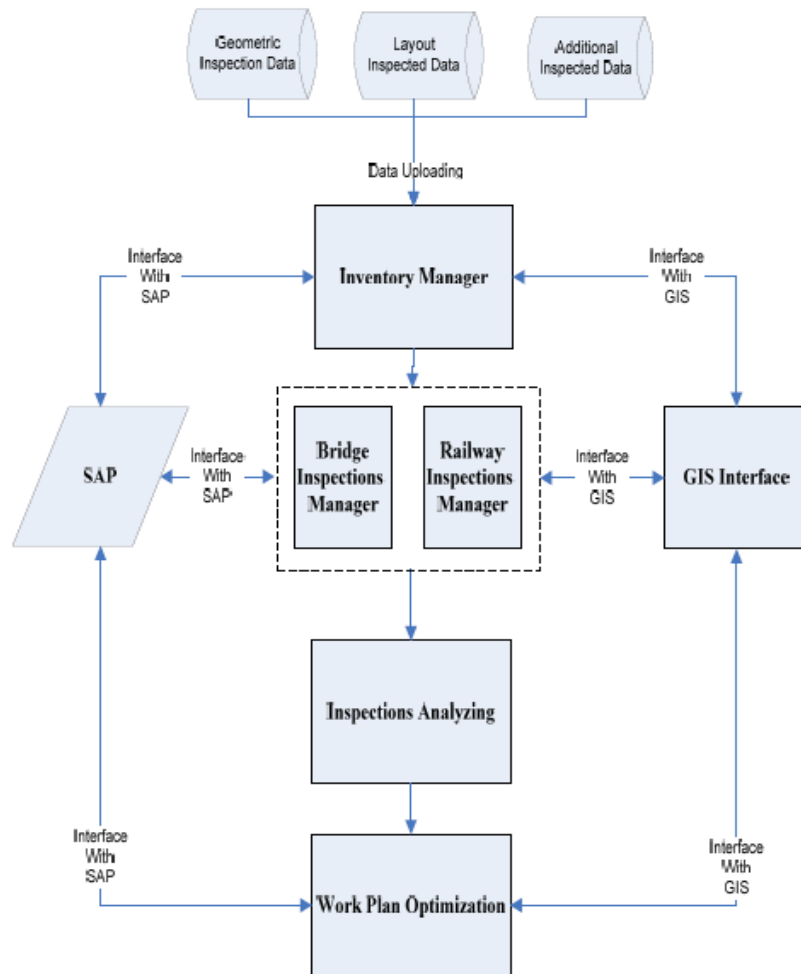 Geometric
Inspection Data
Layout
Inspected Data
Additional
Inspected Data
Data Uploading
Inventory Manager
Interface
With
SAP
Interface
With
GIS
SAP
Interface
With
SAP
Bridge
Inspections
Manager
Railway
Inspections
Manager
Interface
With
GIS
GIS Interface
Inspections Analyzing
Interface
With
SAP
Work Plan Optimization
Interface
With
GIS